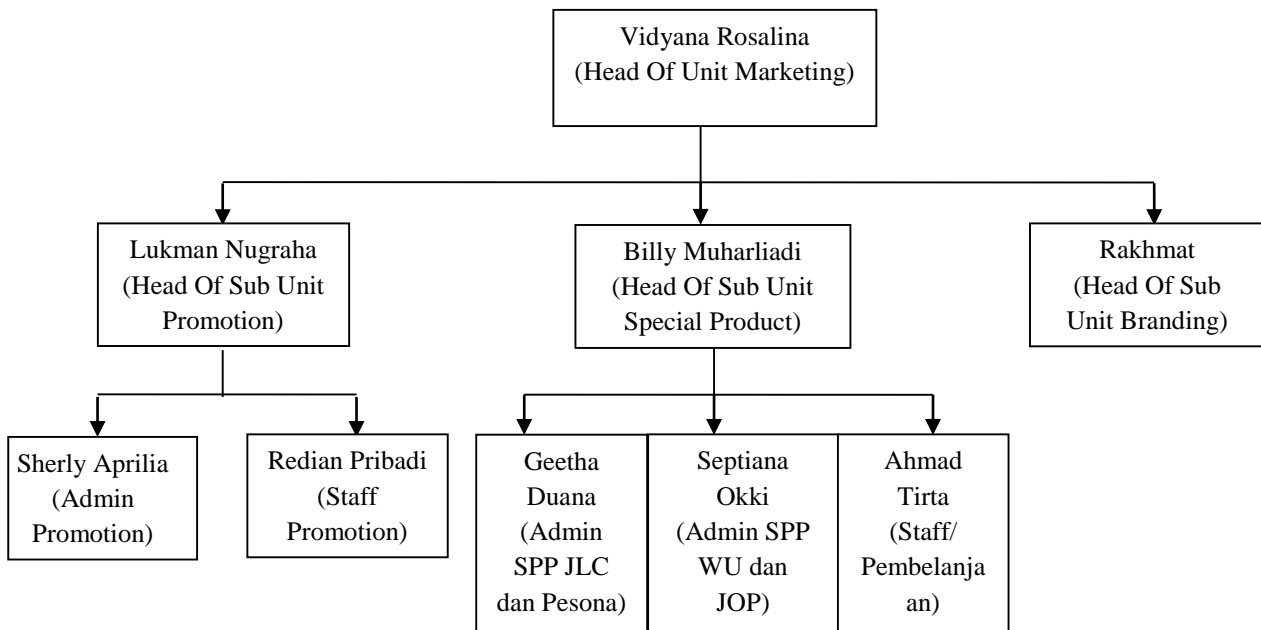 Vidyana Rosalina
(Head Of Unit Marketing)
Lukman Nugraha
(Head Of Sub Unit
Promotion)
Billy Muharliadi
(Head Of Sub Unit
Special Product)
Rakhmat
(Head Of Sub
Unit Branding)
Sherly Aprilia
(Admin
Promotion)
Redian Pribadi
(Staff
Promotion)
Geetha
Duana
(Admin
SPP JLC
dan Pesona)
Septiana
Okki
(Admin SPP
WU dan
JOP)
Ahmad
Tirta
(Staff/
Pembelanja
an)